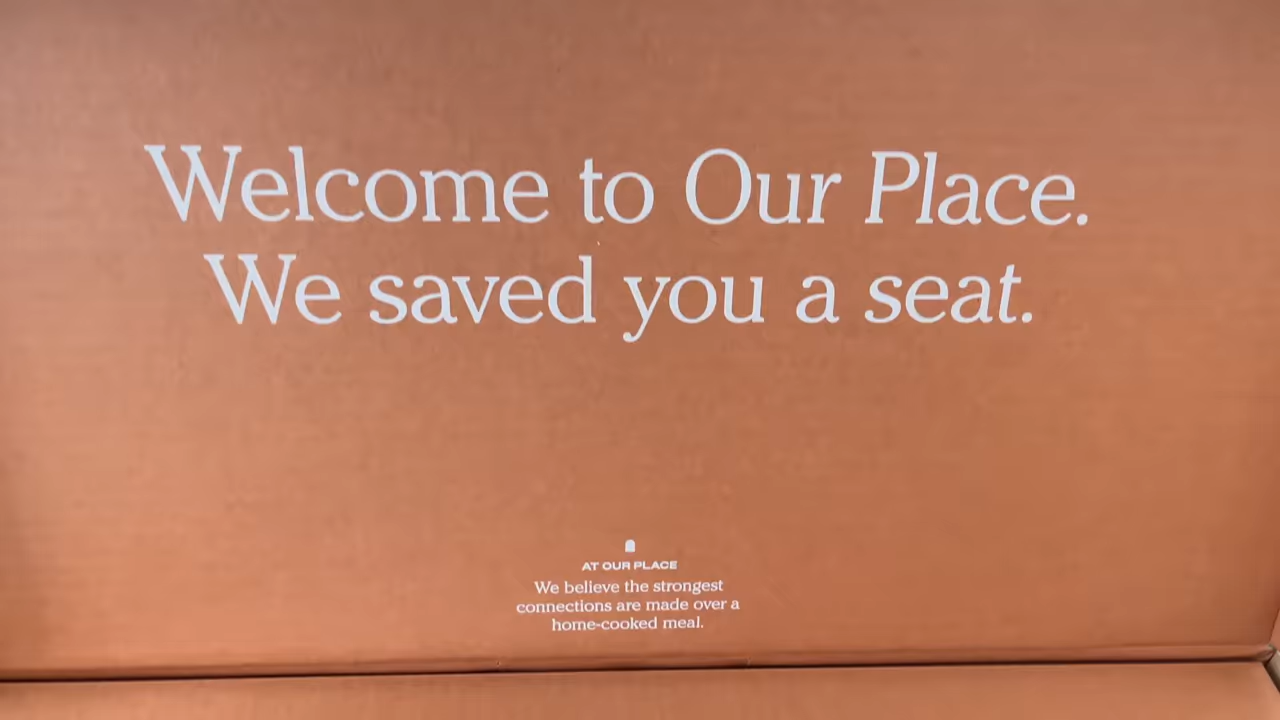 Welcome to Our Place.
We saved you a seat.
AT OUR PLACE
We believe the strongest
connections are made over a
home-cooked meal.